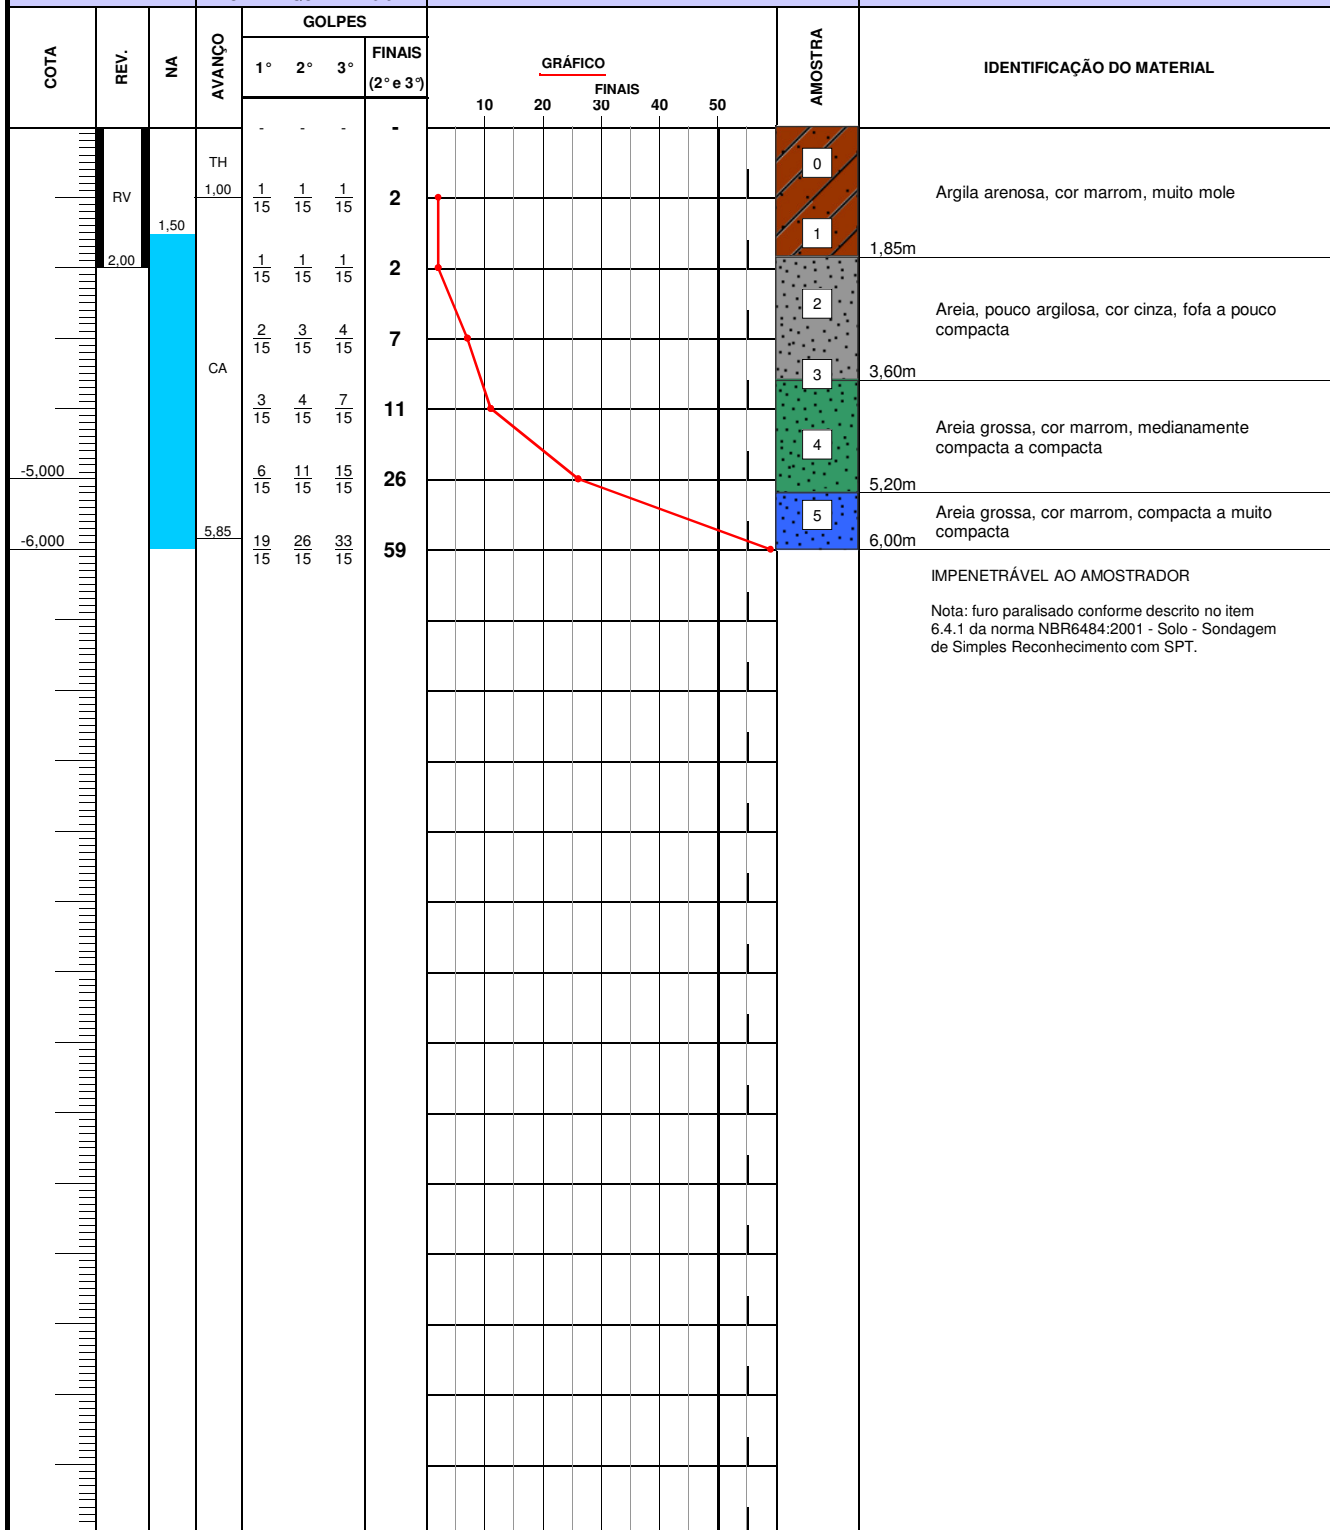 GOLPES
COTA
REV.
NA
AVANÇO
1° 2° 3°
FINAIS
(2° e 3°)
GRÁFICO
FINAIS
10 20 30 40 50
AMOSTRA
IDENTIFICAÇÃO DO MATERIAL
- - - -
TH
0
RV
1,00
1/15 1/15 1/15 2
Argila arenosa, cor marrom, muito mole
1,50
1
1,85m
2,00
1/15 1/15 1/15 2
2
Areia, pouco argilosa, cor cinza, fofa a pouco
compacta
2/15 3/15 4/15 7
CA
3
3,60m
3/15 4/15 7/15 11
4
Areia grossa, cor marrom, medianamente
compacta a compacta
-5,000
6/15 11/15 15/15 26
5,20m
5
Areia grossa, cor marrom, compacta a muito
compacta
5,85
-6,000
19/15 26/15 33/15 59
6,00m
IMPENETRÁVEL AO AMOSTRADOR
Nota: furo paralisado conforme descrito no item
6.4.1 da norma NBR6484:2001 - Solo - Sondagem
de Simples Reconhecimento com SPT.